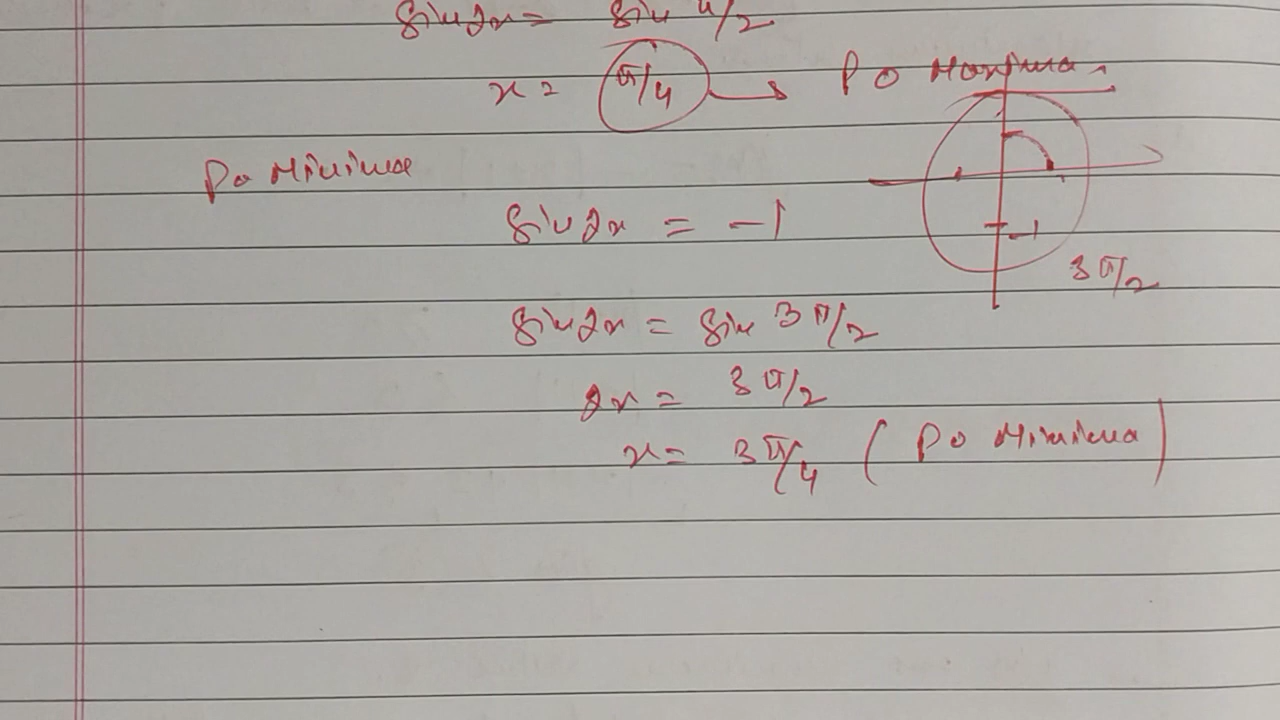 sin2x = sin π/2
x = π/4 → Po Maxima
Po Minima
sin2x = -1
-1
3π/2
sin2x = sin 3π/2
2x = 3π/2
x = 3π/4 ( Po Minima )